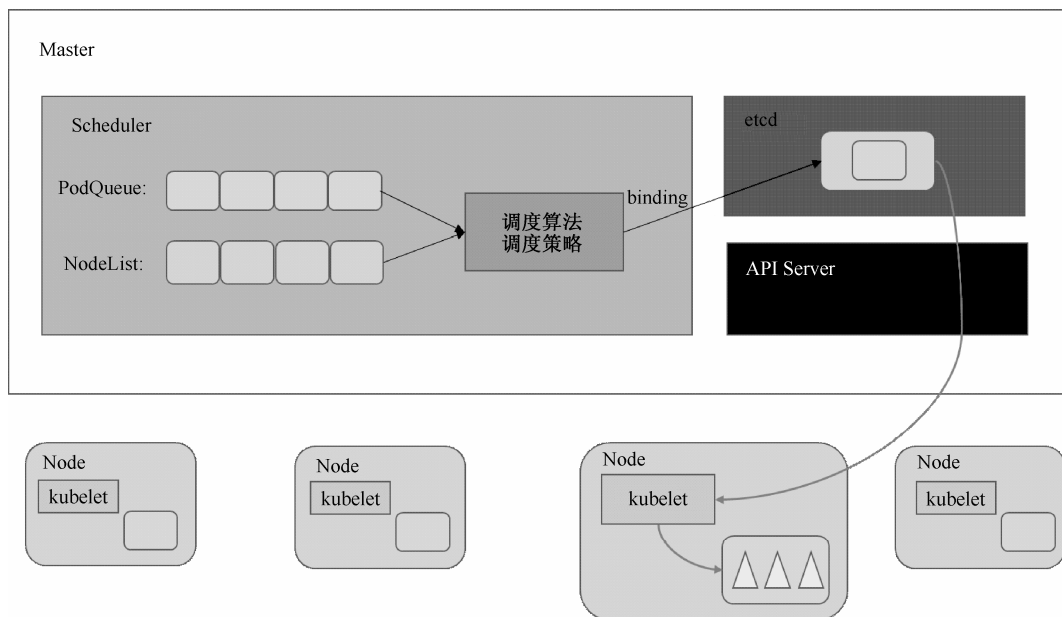 Master
Scheduler
etcd
PodQueue:
binding
调度算法
调度策略
NodeList:
API Server
Node
kubelet
Node
kubelet
Node
kubelet
Node
kubelet